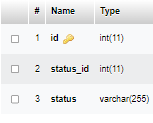 # Name Type
1 id int(11)
2 status_id int(11)
3 status varchar(255)